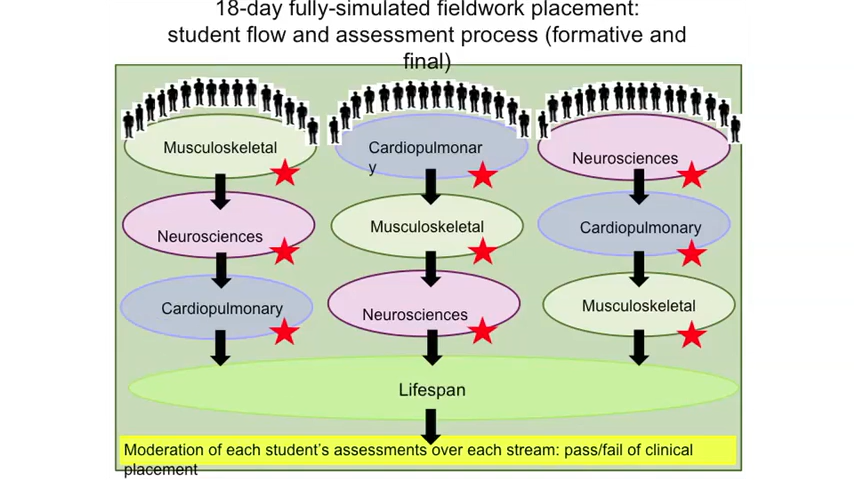 18-day fully-simulated fieldwork placement:
student flow and assessment process (formative and
final)
Musculoskeletal
Cardiopulmonar
y
Neurosciences
Neurosciences
Musculoskeletal
Cardiopulmonary
Cardiopulmonary
Neurosciences
Musculoskeletal
Lifespan
Moderation of each student’s assessments over each stream: pass/fail of clinical
placement